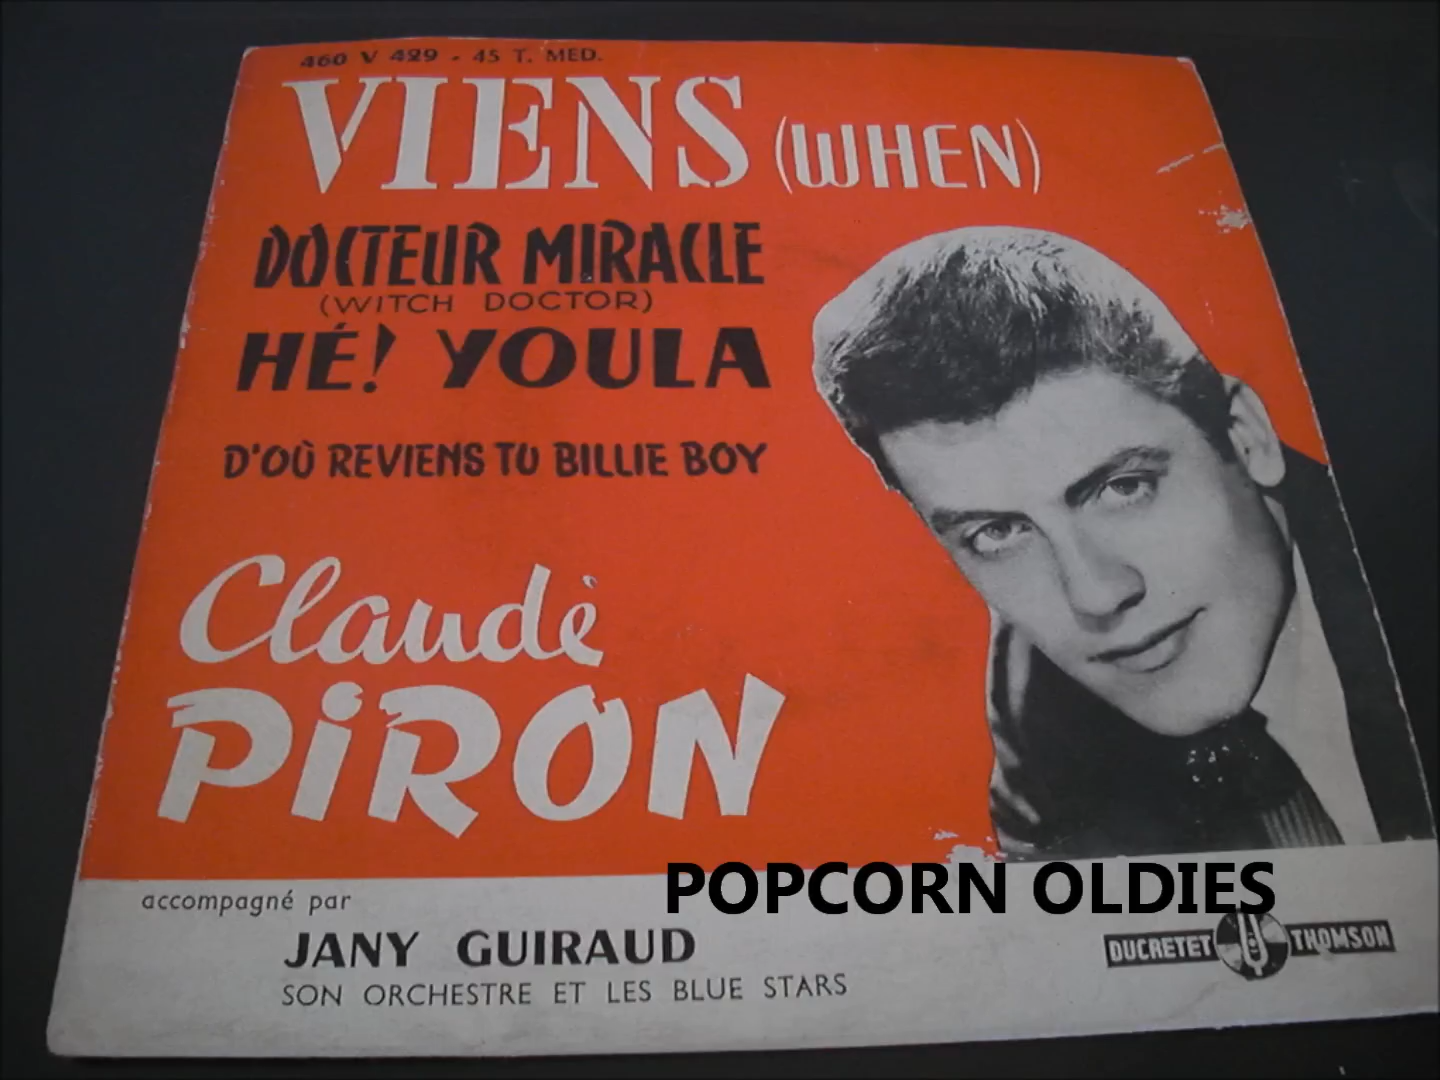 460 V 429 - 45 T. MED.
VIENS (WHEN)
DOCTEUR MIRACLE
(WITCH DOCTOR)
HÉ! YOULA
D'OÙ REVIENS TU BILLIE BOY
Claude
PIRON
POPCORN OLDIES
accompagné par
JANY GUIRAUD
SON ORCHESTRE ET LES BLUE STARS
DUCRETET THOMSON